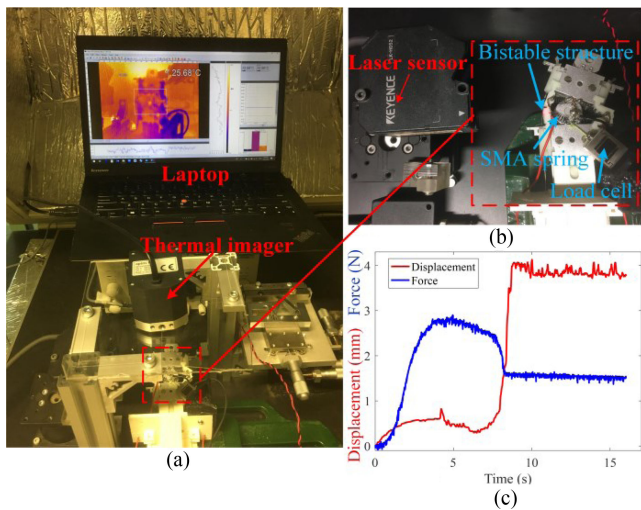 25.68°C
Laptop
Thermal imager
CE
(a)
KEYENCE
Laser sensor
Bistable structure
SMA spring
Load cell
(b)
Force (N)
Displacement (mm)
4
3
2
1
0
Displacement
Force
0
5
10
15
Time (s)
(c)